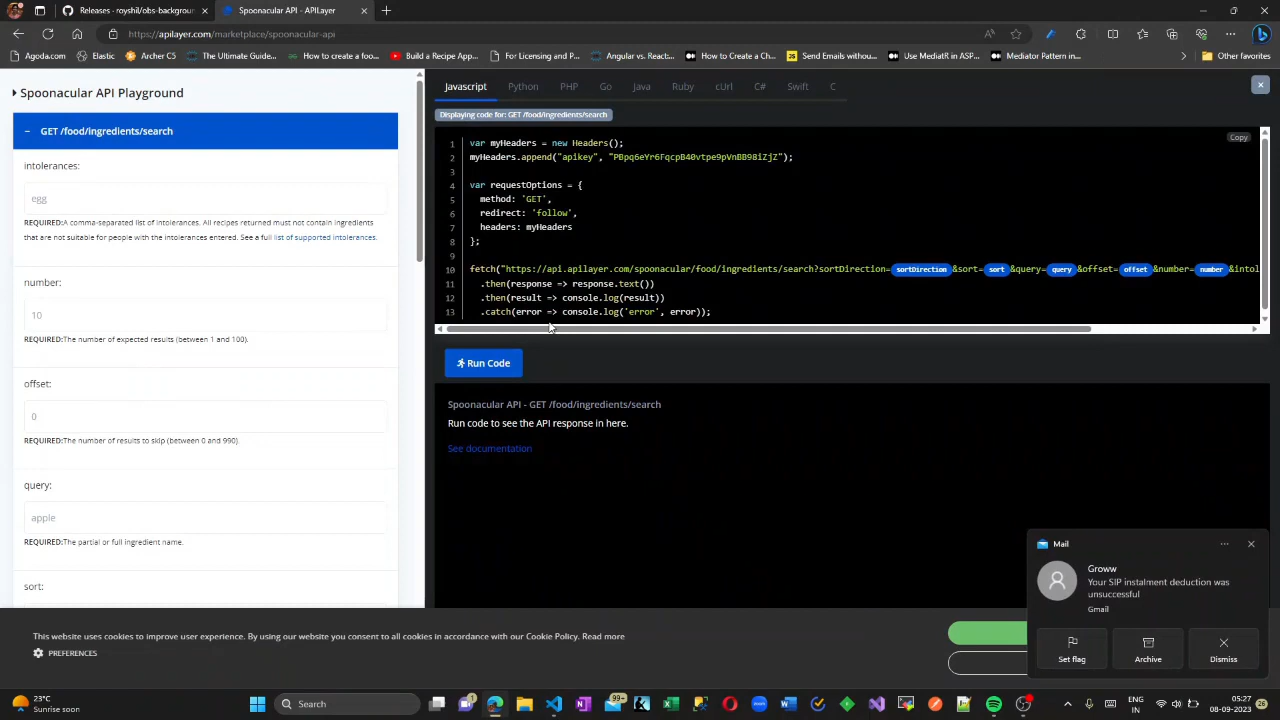 Releases - royshil/obs-backgroun
Spoonacular API - APILayer
https://apilayer.com/marketplace/spoonacular-api
Agoda.com
Elastic
Archer C5
The Ultimate Guide...
How to create a foo...
Build a Recipe App...
For Licensing and P...
Angular vs. React:...
How to Create a Ch...
Send Emails withou...
Use MediatR in ASP...
Mediator Pattern in...
Other favorites
Spoonacular API Playground
GET /food/ingredients/search
intolerances:
egg
REQUIRED:A comma-separated list of intolerances. All recipes returned must not contain ingredients
that are not suitable for people with the intolerances entered. See a full list of supported intolerances.
number:
10
REQUIRED:The number of expected results (between 1 and 100).
offset:
0
REQUIRED:The number of results to skip (between 0 and 990).
query:
apple
REQUIRED:The partial or full ingredient name.
sort:
Javascript Python PHP Go Java Ruby cUrl C# Swift C
Displaying code for: GET /food/ingredients/search
Copy
1 var myHeaders = new Headers();
2 myHeaders.append("apikey", "PBpq6eYr6FqcpB40vtpe9pVnBB98iZjZ");
3
4 var requestOptions = {
5 method: 'GET',
6 redirect: 'follow',
7 headers: myHeaders
8 };
9
10 fetch("https://api.apilayer.com/spoonacular/food/ingredients/search?sortDirection= sortDirection &sort= sort &query= query &offset= offset &number= number &intol
11 .then(response => response.text())
12 .then(result => console.log(result))
13 .catch(error => console.log('error', error));
Run Code
Spoonacular API - GET /food/ingredients/search
Run code to see the API response in here.
See documentation
Mail
Groww
Your SIP instalment deduction was
unsuccessful
Gmail
Set flag
Archive
Dismiss
This website uses cookies to improve user experience. By using our website you consent to all cookies in accordance with our Cookie Policy. Read more
PREFERENCES
23°C
Sunrise soon
Search
99+
ENG
IN
05:27
08-09-2023